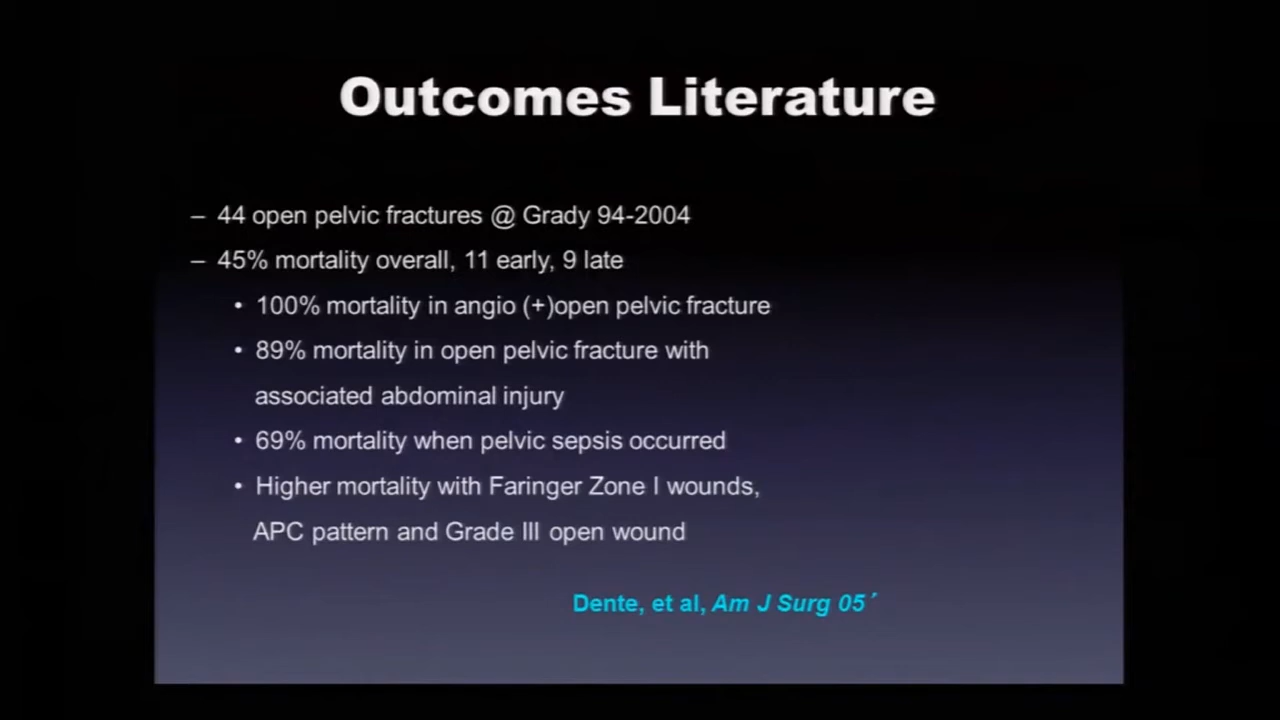 Outcomes Literature
– 44 open pelvic fractures @ Grady 94-2004
– 45% mortality overall, 11 early, 9 late
• 100% mortality in angio (+)open pelvic fracture
• 89% mortality in open pelvic fracture with
associated abdominal injury
• 69% mortality when pelvic sepsis occurred
• Higher mortality with Faringer Zone I wounds,
APC pattern and Grade III open wound
Dente, et al, Am J Surg 05´